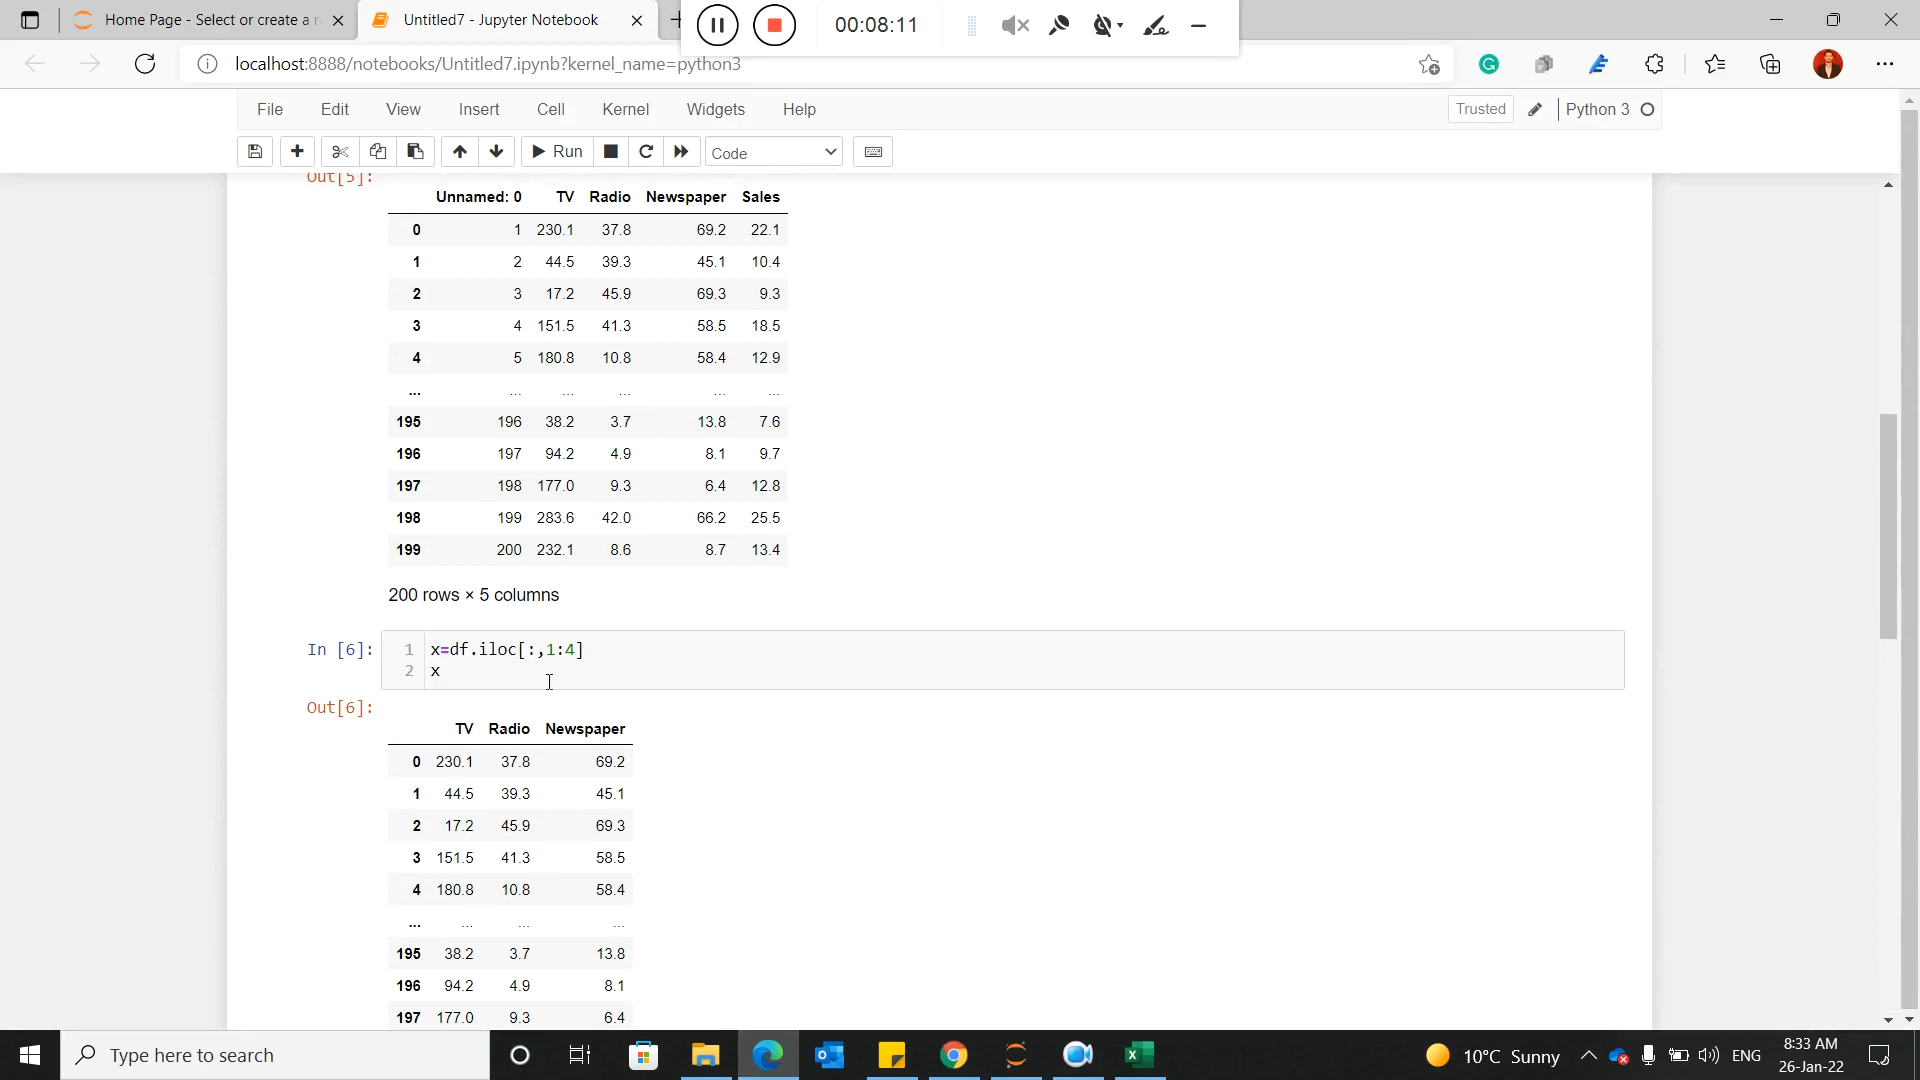 Home Page - Select or create a n
Untitled7 - Jupyter Notebook
00:08:11
localhost:8888/notebooks/Untitled7.ipynb?kernel_name=python3
File Edit View Insert Cell Kernel Widgets Help
Trusted Python 3
Run Code
Out[5]:
Unnamed: 0 TV Radio Newspaper Sales
0 1 230.1 37.8 69.2 22.1
1 2 44.5 39.3 45.1 10.4
2 3 17.2 45.9 69.3 9.3
3 4 151.5 41.3 58.5 18.5
4 5 180.8 10.8 58.4 12.9
... ... ... ... ... ...
195 196 38.2 3.7 13.8 7.6
196 197 94.2 4.9 8.1 9.7
197 198 177.0 9.3 6.4 12.8
198 199 283.6 42.0 66.2 25.5
199 200 232.1 8.6 8.7 13.4
200 rows × 5 columns
In [6]: 1 x=df.iloc[:,1:4]
2 x
Out[6]:
TV Radio Newspaper
0 230.1 37.8 69.2
1 44.5 39.3 45.1
2 17.2 45.9 69.3
3 151.5 41.3 58.5
4 180.8 10.8 58.4
... ... ... ...
195 38.2 3.7 13.8
196 94.2 4.9 8.1
197 177.0 9.3 6.4
Type here to search
10°C Sunny
ENG
8:33 AM
26-Jan-22